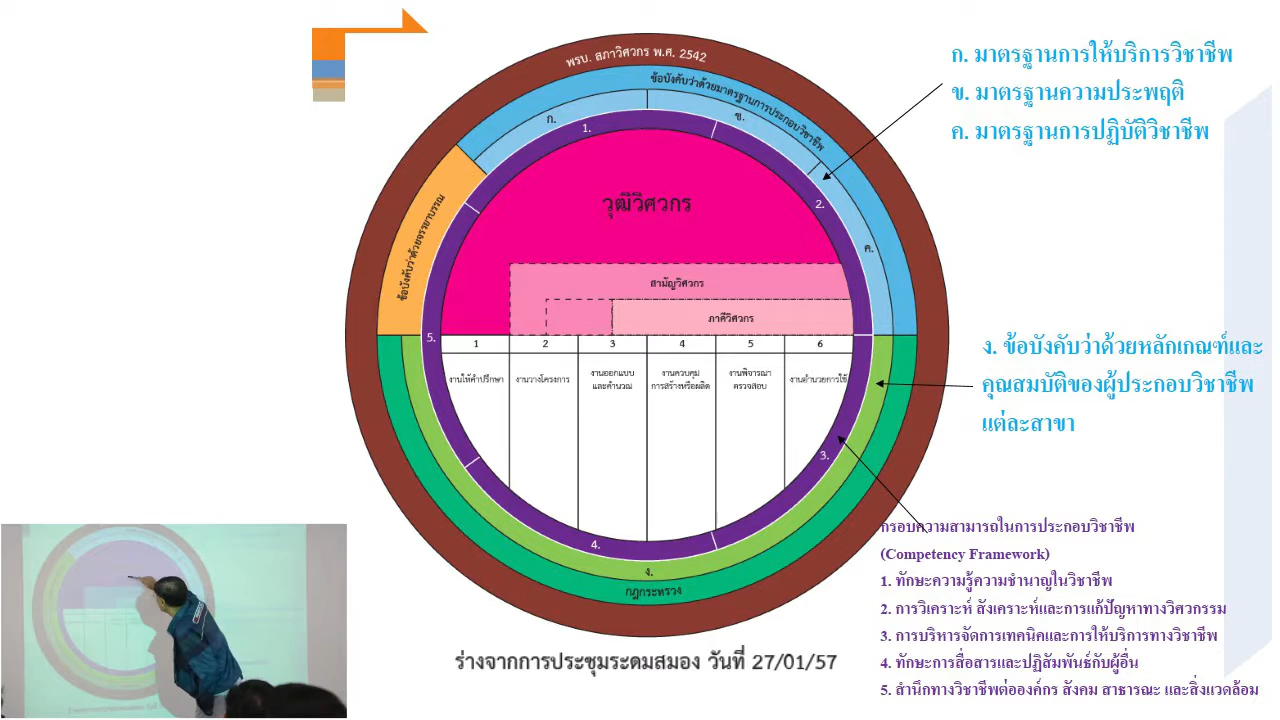 พรบ. สภาวิศวกร พ.ศ. 2542
ข้อบังคับว่าด้วยมาตรฐานการประกอบวิชาชีพ
ก.
ข.
ค.
1.
2.
ข้อบังคับว่าด้วยจรรยาบรรณ
วุฒิวิศวกร
สามัญวิศวกร
ภาคีวิศวกร
5.
1 2 3 4 5 6
งานให้คำปรึกษา
งานวางโครงการ
งานออกแบบ
และคำนวณ
งานควบคุม
การสร้างหรือผลิต
งานพิจารณา
ตรวจสอบ
งานอำนวยการใช้
3.
4.
ง.
กฎกระทรวง
ก. มาตรฐานการให้บริการวิชาชีพ
ข. มาตรฐานความประพฤติ
ค. มาตรฐานการปฏิบัติวิชาชีพ
ง. ข้อบังคับว่าด้วยหลักเกณฑ์และ
คุณสมบัติของผู้ประกอบวิชาชีพ
แต่ละสาขา
กรอบความสามารถในการประกอบวิชาชีพ
(Competency Framework)
1. ทักษะความรู้ความชำนาญในวิชาชีพ
2. การวิเคราะห์ สังเคราะห์และการแก้ปัญหาทางวิศวกรรม
3. การบริหารจัดการเทคนิคและการให้บริการทางวิชาชีพ
4. ทักษะการสื่อสารและปฏิสัมพันธ์กับผู้อื่น
5. สำนึกทางวิชาชีพต่อองค์กร สังคม สาธารณะ และสิ่งแวดล้อม
ร่างจากการประชุมระดมสมอง วันที่ 27/01/57